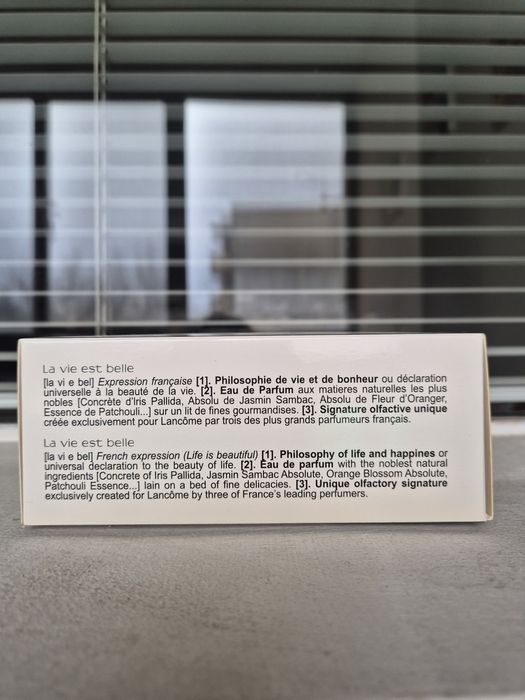 La vie est belle
[la vi e bel] Expression française [1]. Philosophie de vie et de bonheur ou déclaration
universelle à la beauté de la vie. [2]. Eau de Parfum aux matieres naturelles les plus
nobles [Concrète d'Iris Pallida, Absolu de Jasmin Sambac, Absolu de Fleur d'Oranger,
Essence de Patchouli...] sur un lit de fines gourmandises. [3]. Signature olfactive unique
créée exclusivement pour Lancôme par trois des plus grands parfumeurs français.
La vie est belle
[la vi e bel] French expression (Life is beautiful) [1]. Philosophy of life and happines or
universal declaration to the beauty of life. [2]. Eau de parfum with the noblest natural
ingredients [Concrete of Iris Pallida, Jasmin Sambac Absolute, Orange Blossom Absolute,
Patchouli Essence...] lain on a bed of fine delicacies. [3]. Unique olfactory signature
exclusively created for Lancôme by three of France's leading perfumers.